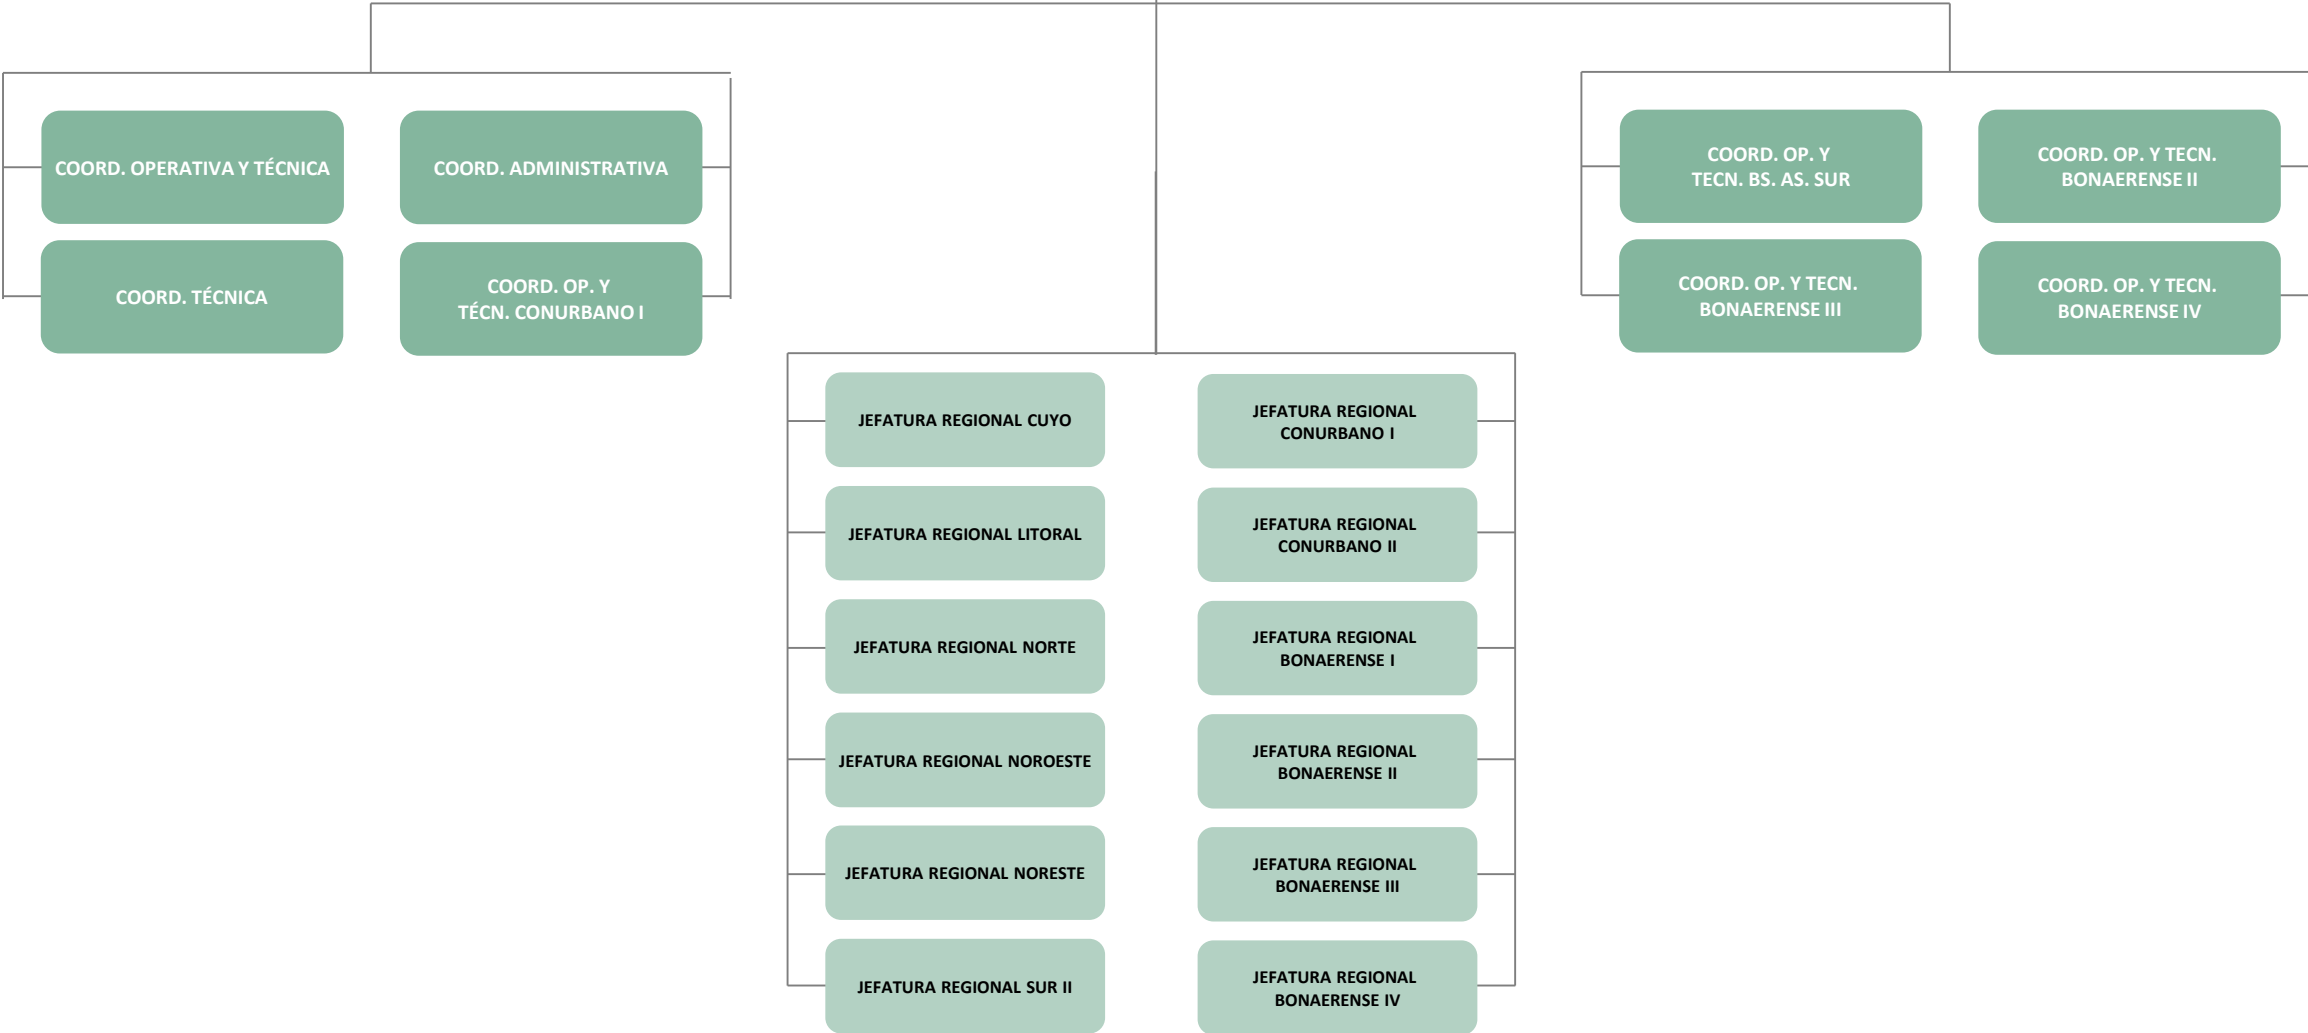 COORD. OPERATIVA Y TÉCNICA
COORD. ADMINISTRATIVA
COORD. TÉCNICA
COORD. OP. Y
TÉCN. CONURBANO I
COORD. OP. Y
TECN. BS. AS. SUR
COORD. OP. Y TECN.
BONAERENSE II
COORD. OP. Y TECN.
BONAERENSE III
COORD. OP. Y TECN.
BONAERENSE IV
JEFATURA REGIONAL CUYO
JEFATURA REGIONAL
CONURBANO I
JEFATURA REGIONAL LITORAL
JEFATURA REGIONAL
CONURBANO II
JEFATURA REGIONAL NORTE
JEFATURA REGIONAL
BONAERENSE I
JEFATURA REGIONAL NOROESTE
JEFATURA REGIONAL
BONAERENSE II
JEFATURA REGIONAL NORESTE
JEFATURA REGIONAL
BONAERENSE III
JEFATURA REGIONAL SUR II
JEFATURA REGIONAL
BONAERENSE IV